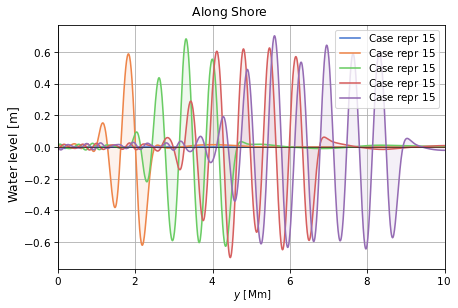 Along Shore
Water level [m]
0.6
0.4
0.2
0.0
−0.2
−0.4
−0.6
Case repr 15
Case repr 15
Case repr 15
Case repr 15
Case repr 15
0 2 4 6 8 10
y [Mm]